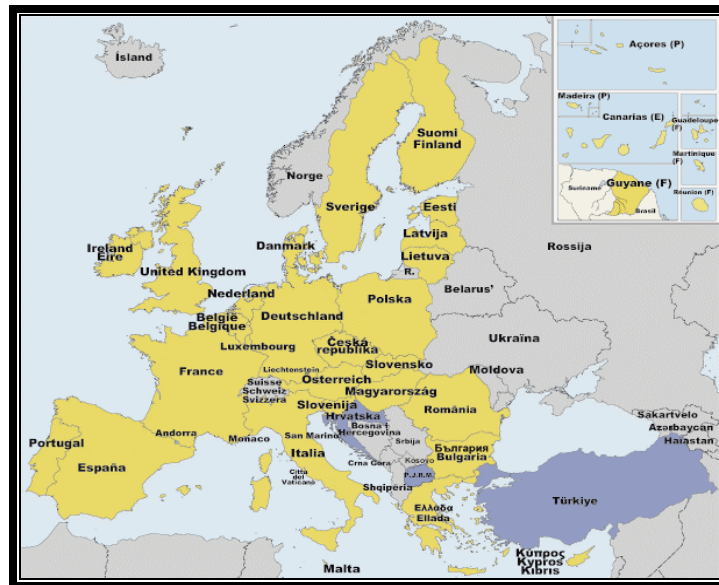 Ísland
Açores (P)
Madeira (P)
Canarias (E)
Guadeloupe
(F)
Martinique
(F)
Guyane (F)
Suriname
Brasil
Réunion (F)
Suomi
Finland
Norge
Sverige
Eesti
Latvija
Lietuva
R.
Rossija
Danmark
Ireland
Éire
United Kingdom
Nederland
België
Belgique
Deutschland
Polska
Belarus'
Luxembourg
Česká
republika
Ukraïna
Slovensko
France
Liechtenstein
Suisse
Schweiz
Svizzera
Österreich
Magyarország
Moldova
Slovenija
Hrvatska
România
Bosna i
Hercegovina
Srbija
Sakartvelo
Azərbaycan
Haïastan
Portugal
España
Andorra
Monaco
San Marino
Italia
Città
del
Vaticano
Crna Gora
Kosovo
България
Bulgaria
P.J.R.M.
Shqipëria
Ελλάδα
Ellada
Türkiye
Malta
Κύπρος
Kýpros
Kıbrıs